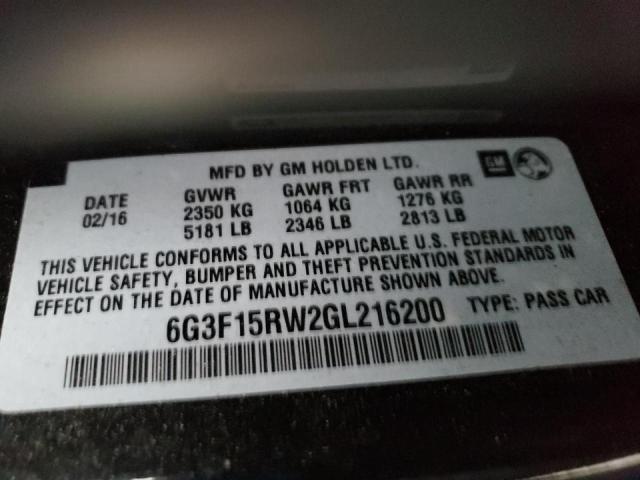 MFD BY GM HOLDEN LTD.
GM
DATE GVWR GAWR FRT GAWR RR
02/16 2350 KG 1064 KG 1276 KG
5181 LB 2346 LB 2813 LB
THIS VEHICLE CONFORMS TO ALL APPLICABLE U.S. FEDERAL MOTOR
VEHICLE SAFETY, BUMPER AND THEFT PREVENTION STANDARDS IN
EFFECT ON THE DATE OF MANUFACTURE SHOWN ABOVE.
6G3F15RW2GL216200 TYPE: PASS CAR